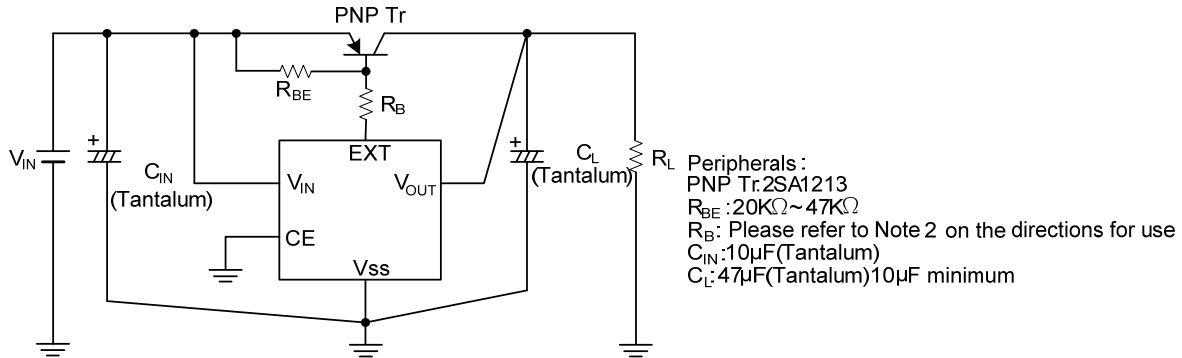 PNP Tr
RBE
RB
EXT
VIN
+
CIN
(Tantalum)
VIN
VOUT
+
CL
(Tantalum)
RL
CE
Vss
Peripherals :
PNP Tr:2SA1213
RBE :20KΩ~47KΩ
RB: Please refer to Note 2 on the directions for use
CIN:10µF(Tantalum)
CL:47µF(Tantalum)10µF minimum